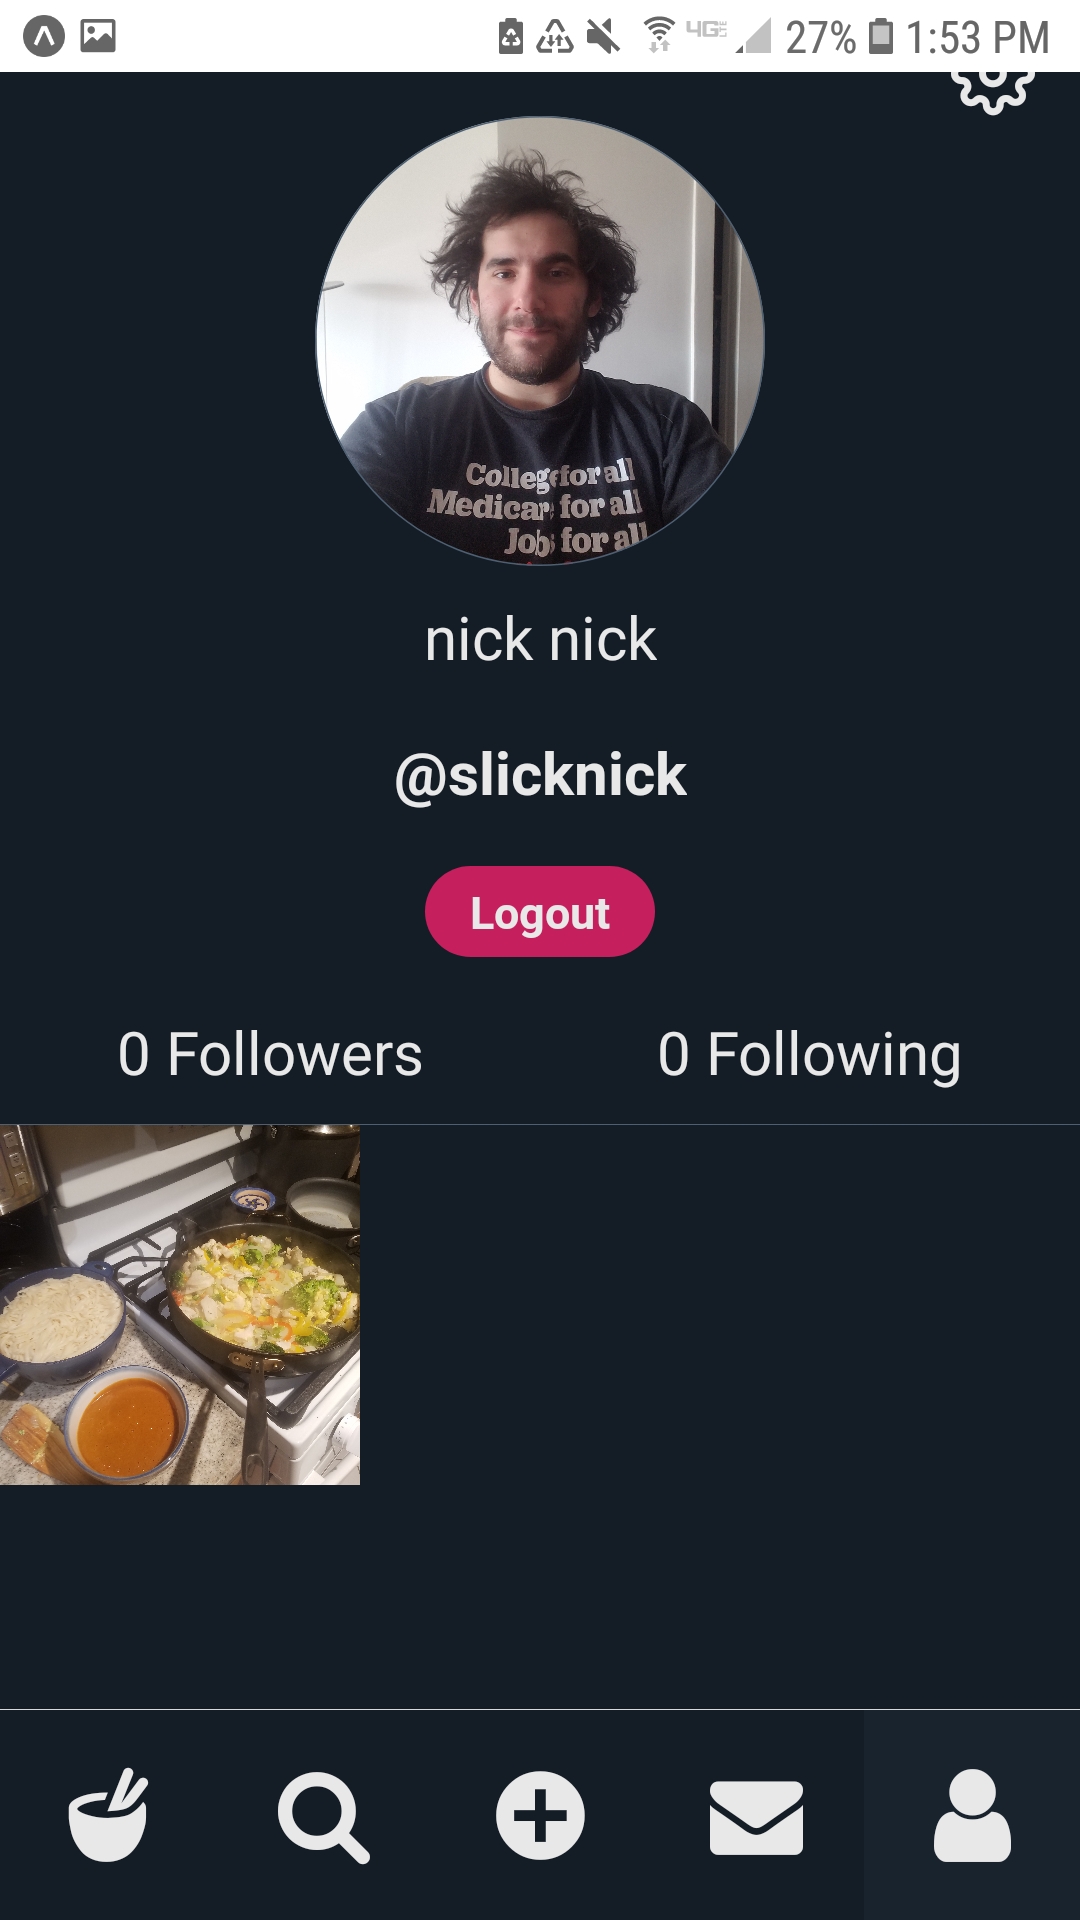 27% 1:53 PM
College for all
Medicare for all
Jobs for all
nick nick
@slicknick
Logout
0 Followers 0 Following